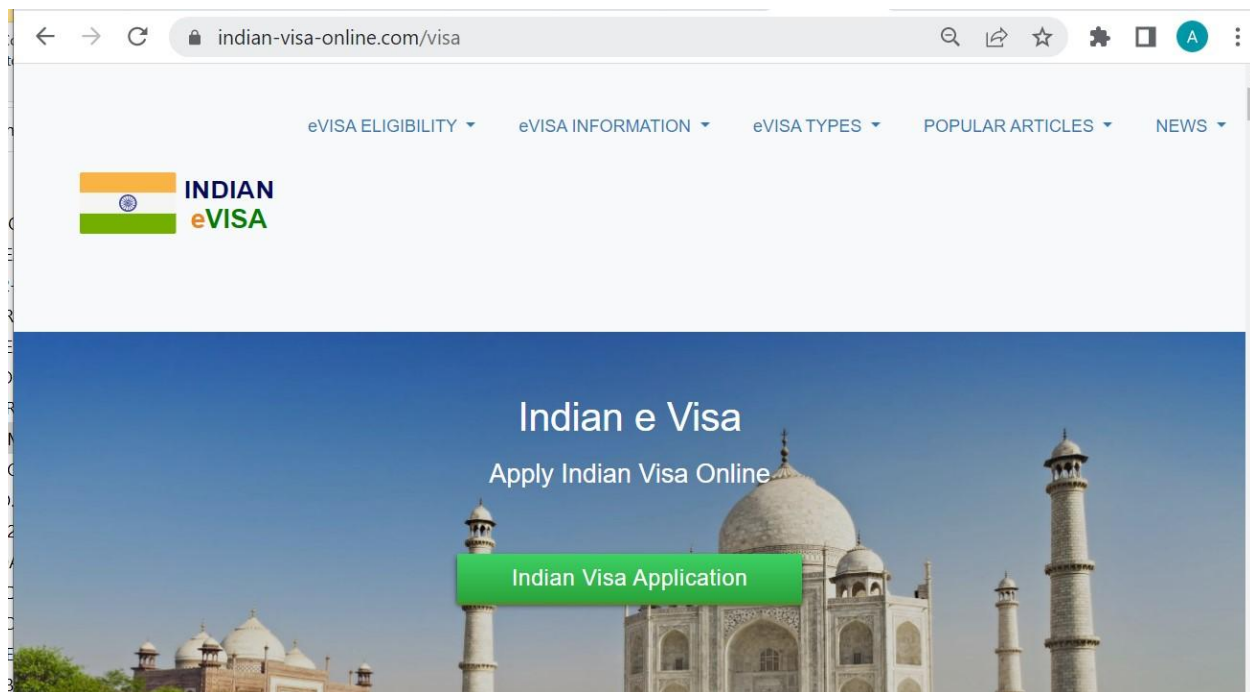 indian-visa-online.com/visa
A
eVISA ELIGIBILITY
eVISA INFORMATION
eVISA TYPES
POPULAR ARTICLES
NEWS
INDIAN
eVISA
Indian e Visa
Apply Indian Visa Online
Indian Visa Application